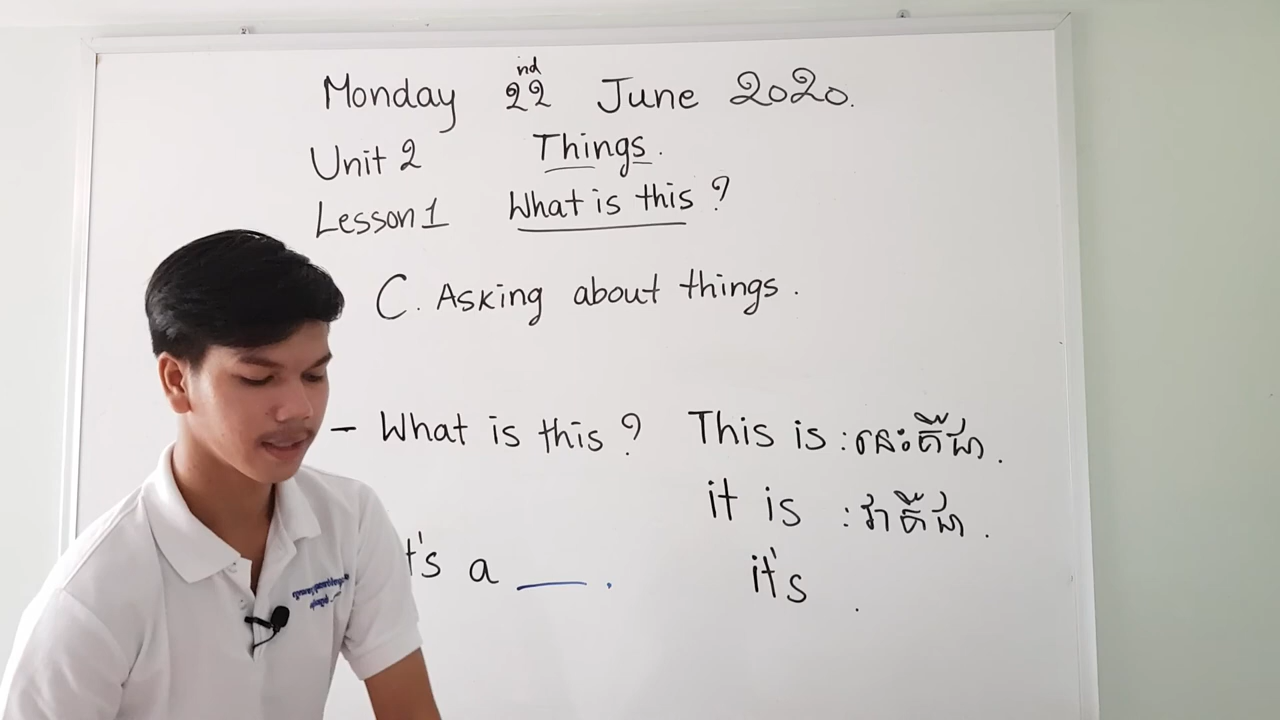 Monday 22nd June 2020.
Unit 2 Things.
Lesson 1 What is this ?
C. Asking about things.
- What is this ? This is : នេះគឺជា .
it is : វាគឺជា .
t's a ___ . it's .